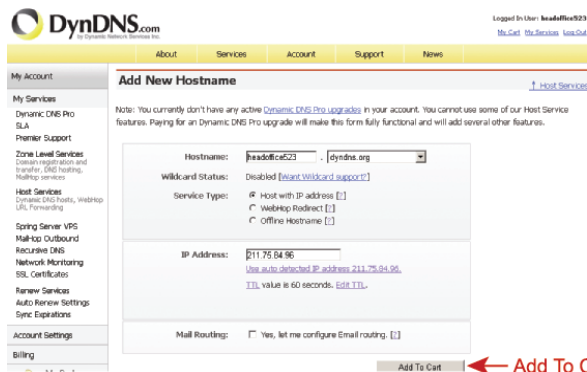 DynDNS.com
by Dynamic Network Services Inc.
Logged In User: headoffice523
My Cart My Services Log Out
About Services Account Support News
My Account
My Services
Dynamic DNS Pro
SLA
Premier Support
Zone Level Services
Domain registration and
transfer, DNS hosting,
MailHop services
Host Services
Dynamic DNS hosts, WebHop
URL Forwarding
Spring Server VPS
MailHop Outbound
Recursive DNS
Network Monitoring
SSL Certificates
Renew Services
Auto Renew Settings
Sync Expirations
Account Settings
Billing
Add New Hostname
↑ Host Services
Note: You currently don't have any active Dynamic DNS Pro upgrades in your account. You cannot use some of our Host Service
features. Paying for an Dynamic DNS Pro upgrade will make this form fully functional and will add several other features.
Hostname: headoffice523 . dyndns.org
Wildcard Status: Disabled [Want Wildcard support?]
Service Type: Host with IP address [?]
WebHop Redirect [?]
Offline Hostname [?]
IP Address: 211.75.84.96
Use auto detected IP address 211.75.84.96.
TTL value is 60 seconds. Edit TTL.
Mail Routing: Yes, let me configure Email routing. [?]
Add To Cart
Add To C